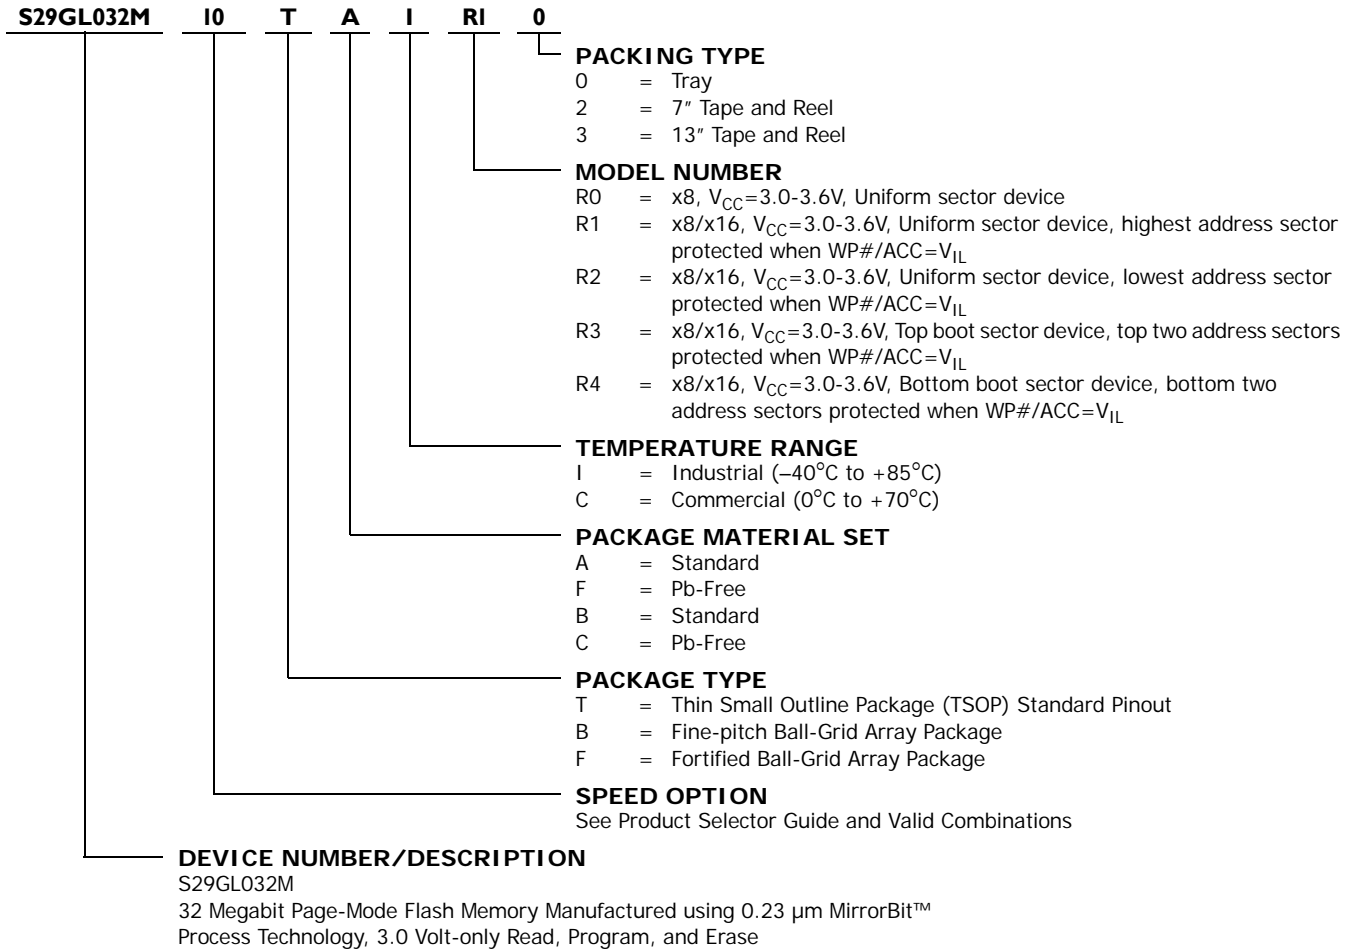 S29GL032M 10 T A I R1 0
PACKING TYPE
0 = Tray
2 = 7″ Tape and Reel
3 = 13″ Tape and Reel
MODEL NUMBER
R0 = x8, VCC=3.0-3.6V, Uniform sector device
R1 = x8/x16, VCC=3.0-3.6V, Uniform sector device, highest address sector
protected when WP#/ACC=VIL
R2 = x8/x16, VCC=3.0-3.6V, Uniform sector device, lowest address sector
protected when WP#/ACC=VIL
R3 = x8/x16, VCC=3.0-3.6V, Top boot sector device, top two address sectors
protected when WP#/ACC=VIL
R4 = x8/x16, VCC=3.0-3.6V, Bottom boot sector device, bottom two
address sectors protected when WP#/ACC=VIL
TEMPERATURE RANGE
I = Industrial (–40°C to +85°C)
C = Commercial (0°C to +70°C)
PACKAGE MATERIAL SET
A = Standard
F = Pb-Free
B = Standard
C = Pb-Free
PACKAGE TYPE
T = Thin Small Outline Package (TSOP) Standard Pinout
B = Fine-pitch Ball-Grid Array Package
F = Fortified Ball-Grid Array Package
SPEED OPTION
See Product Selector Guide and Valid Combinations
DEVICE NUMBER/DESCRIPTION
S29GL032M
32 Megabit Page-Mode Flash Memory Manufactured using 0.23 µm MirrorBit™
Process Technology, 3.0 Volt-only Read, Program, and Erase